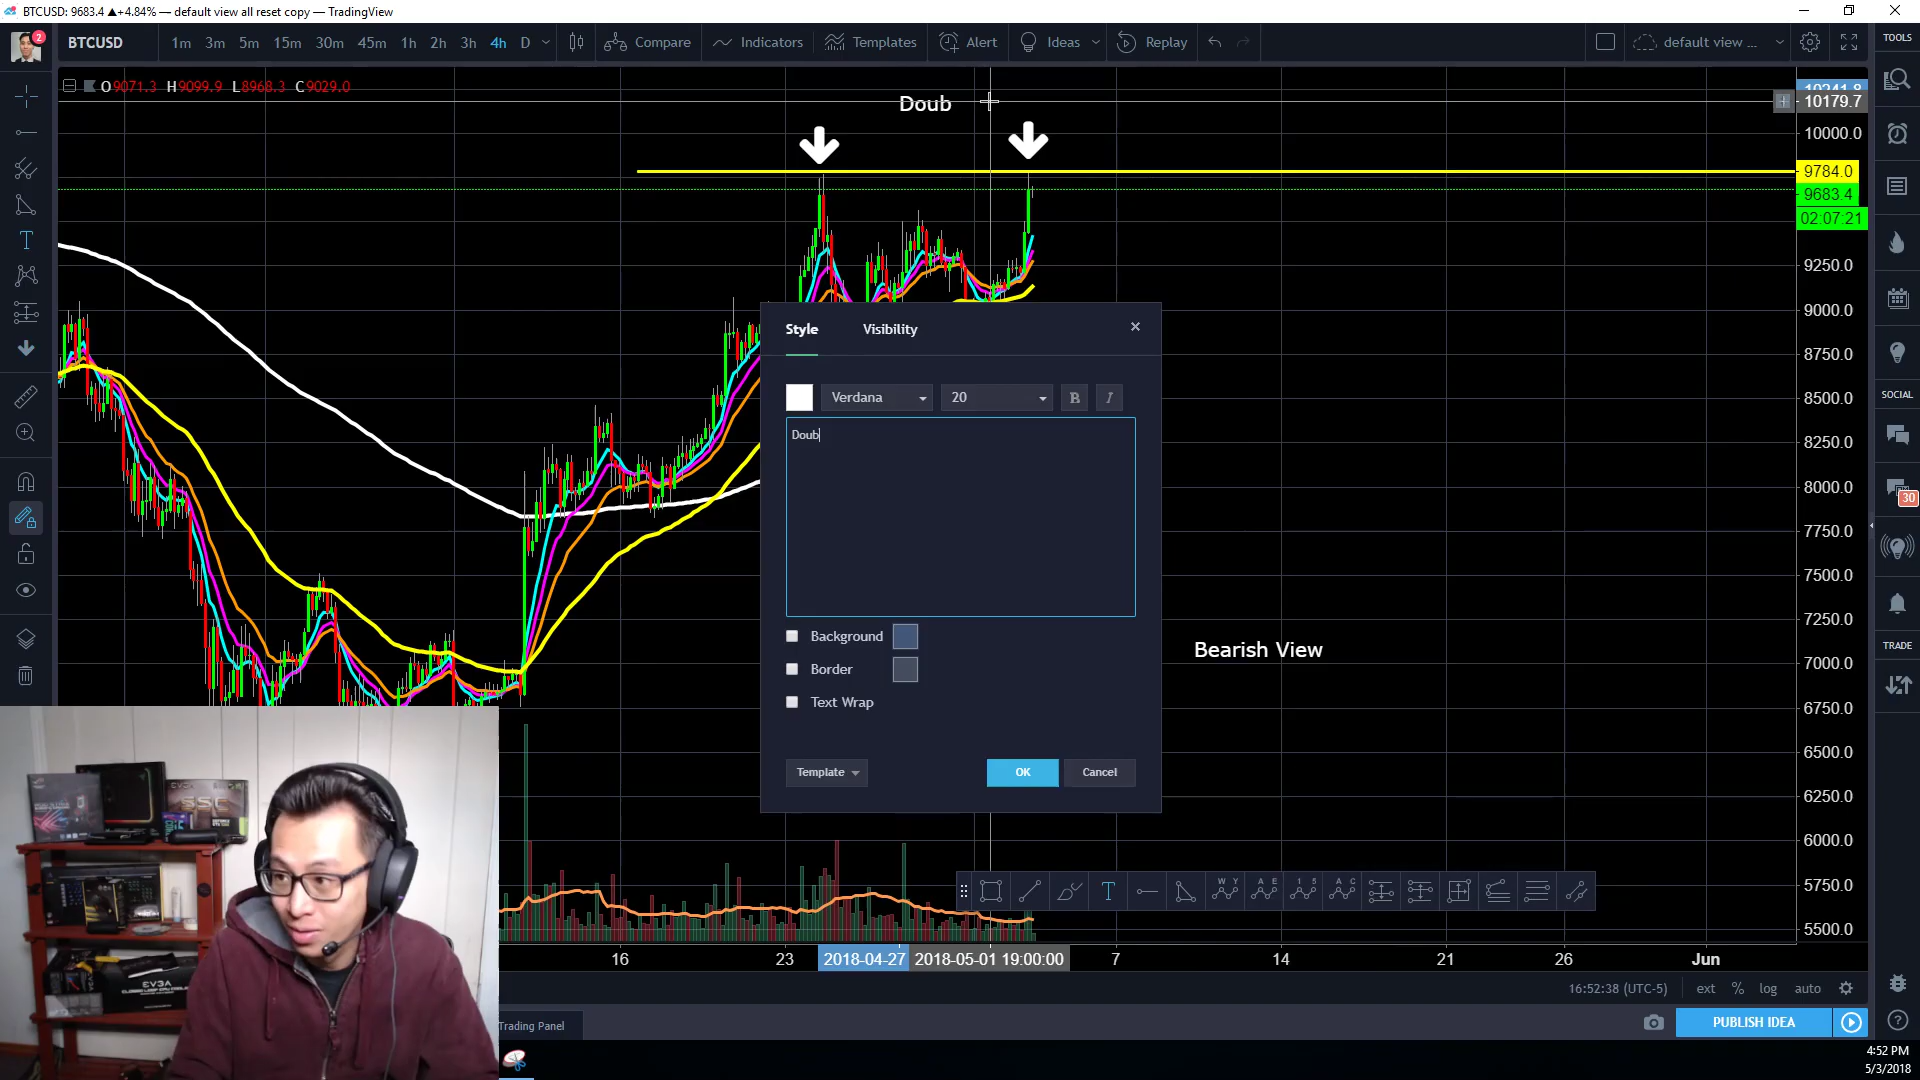 BTCUSD: 9683.4 ▲+4.84% — default view all reset copy — TradingView
2
BTCUSD 1m 3m 5m 15m 30m 45m 1h 2h 3h 4h D Compare Indicators Templates Alert Ideas Replay default view ... TOOLS
O9071.3 H9099.9 L8968.3 C9029.0
Doub
10179.7
10000.0
9784.0
9683.4
02:07:21
9250.0
9000.0
8750.0
8500.0
8250.0
8000.0
7750.0
7500.0
7250.0
7000.0
6750.0
6500.0
6250.0
6000.0
5750.0
5500.0
SOCIAL
30
TRADE
Style Visibility
Verdana 20 B I
Doub
Background
Border
Text Wrap
Template OK Cancel
Bearish View
W Y A E 1 5 A C
16 23 2018-04-27 2018-05-01 19:00:00 7 14 21 26 Jun
16:52:38 (UTC-5) ext % log auto
Trading Panel
PUBLISH IDEA
EVGA
SSC
EVGA
4:52 PM
5/3/2018